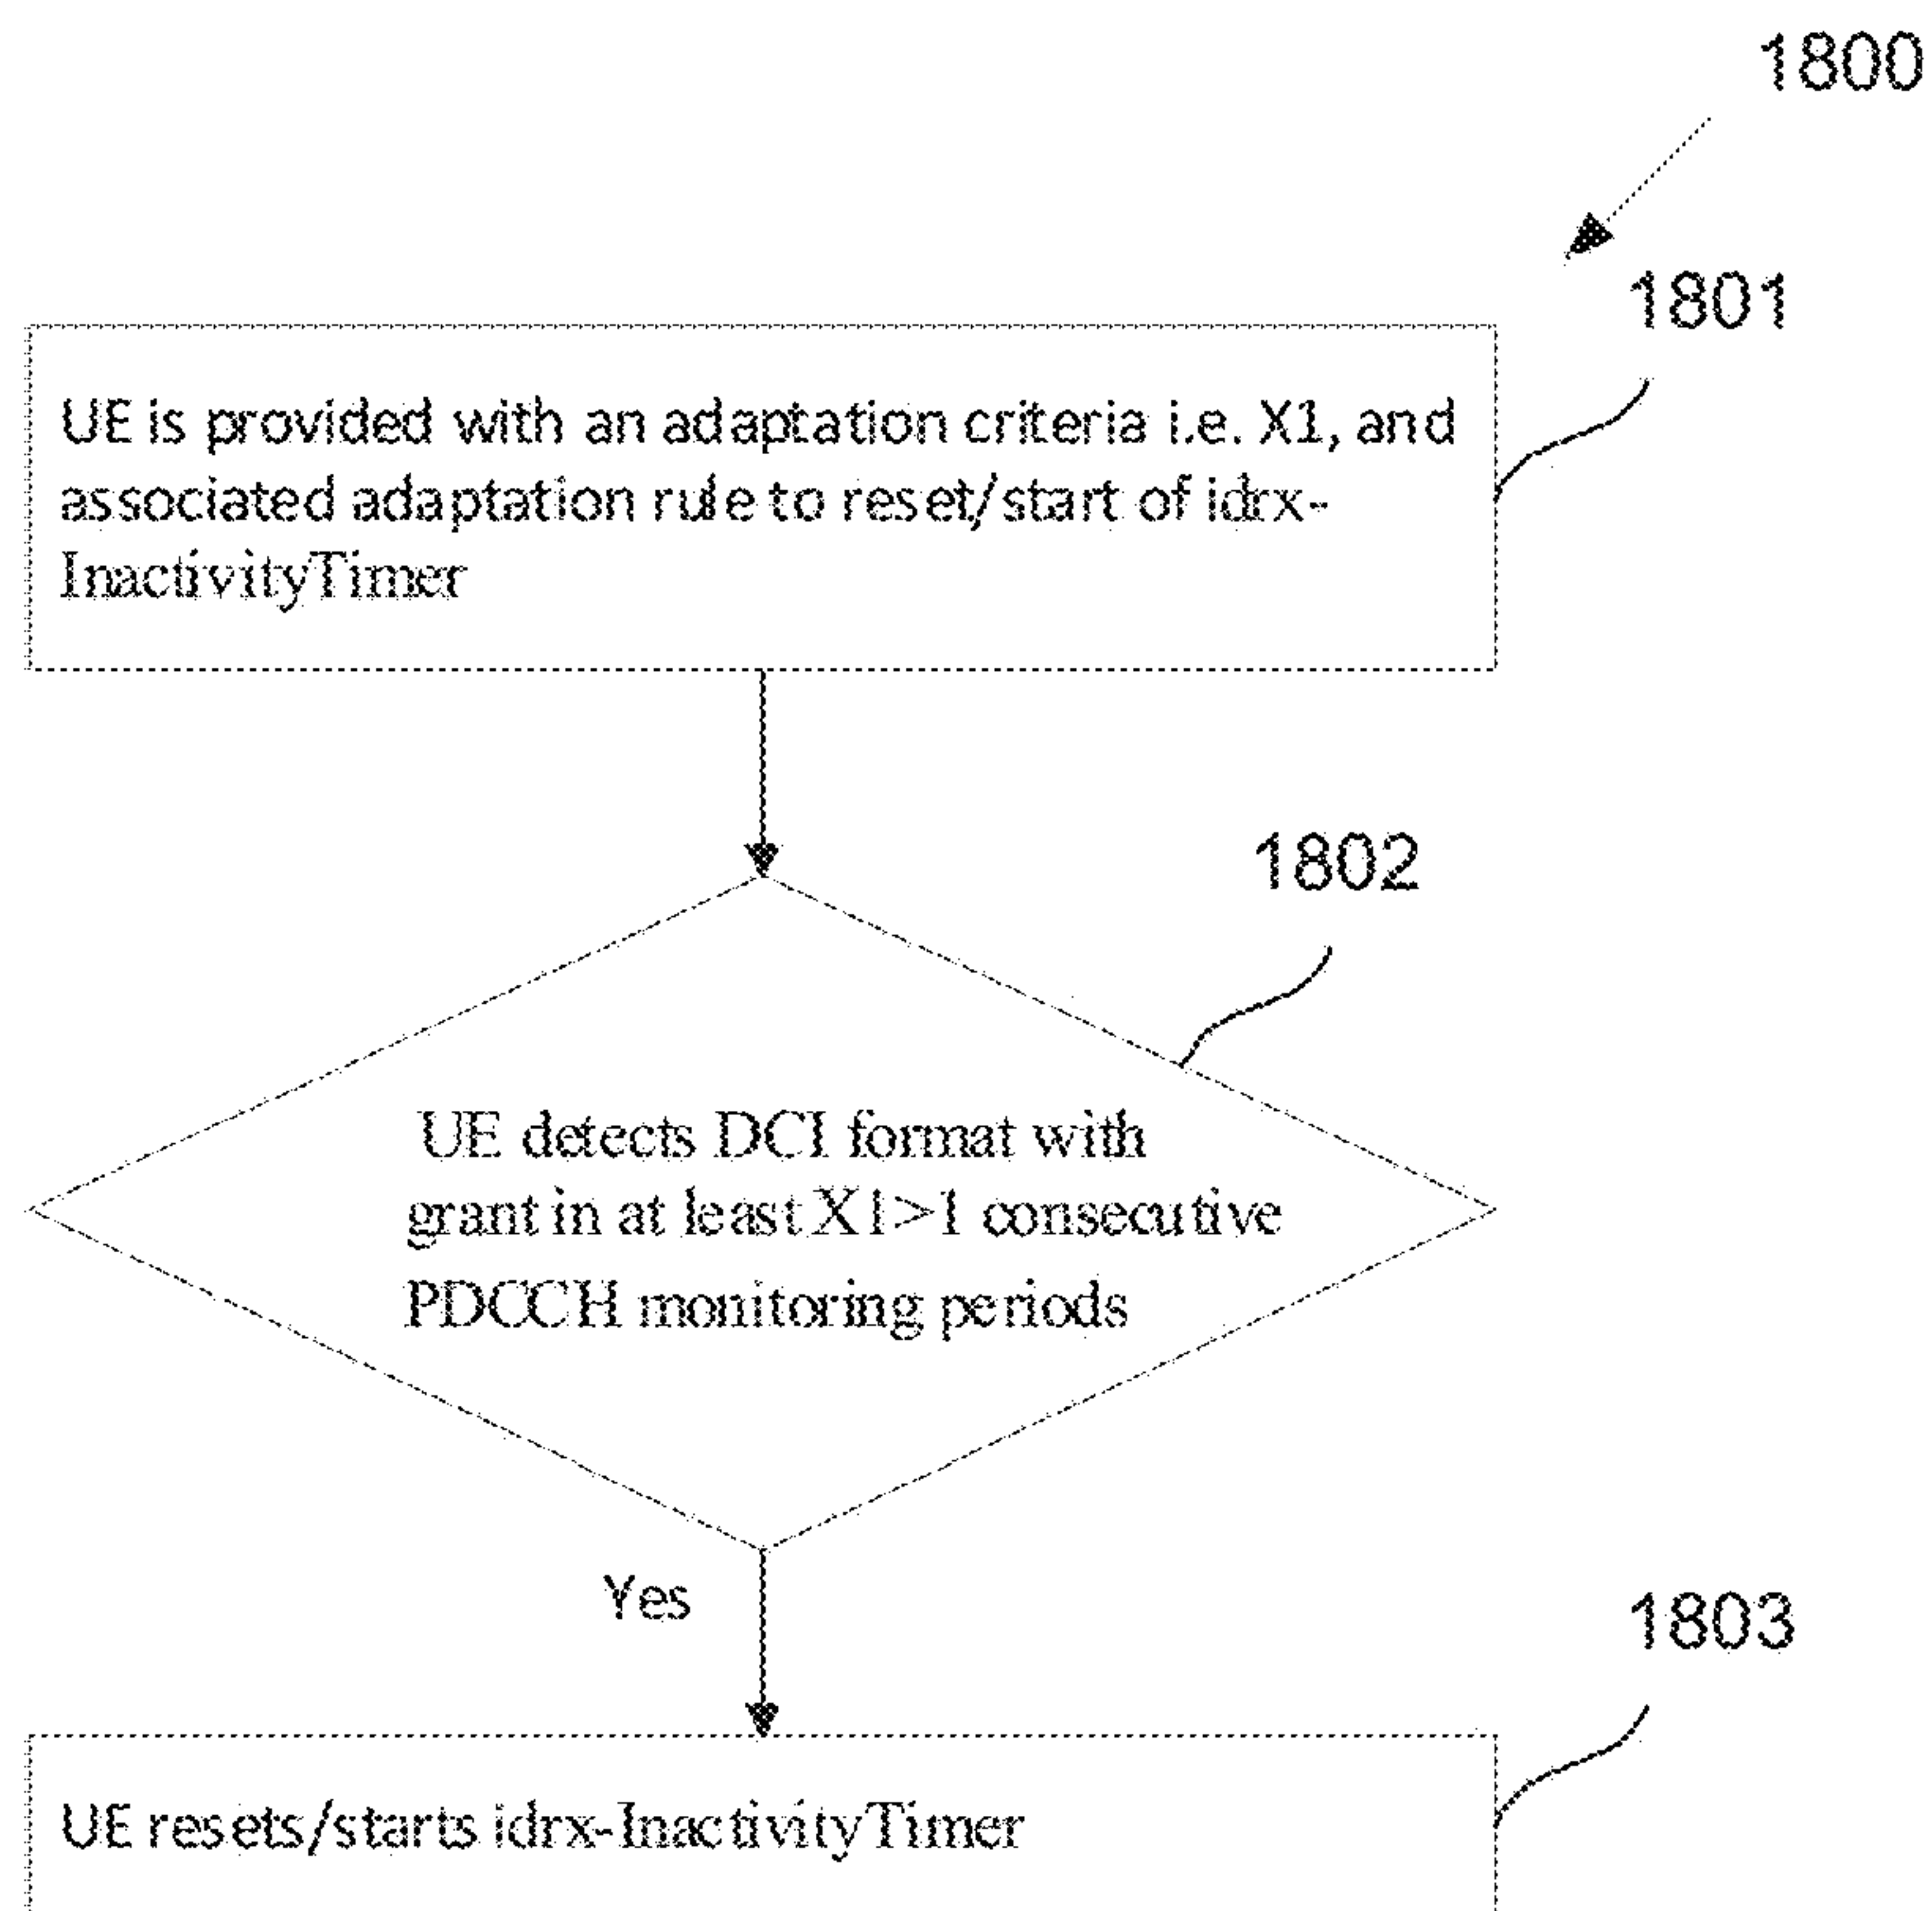 1800
1801
UE is provided with an adaptation criteria i.e. X1, and
associated adaptation rule to reset/start of idrx-
InactivityTimer
1802
UE detects DCI format with
grant in at least X1>1 consecutive
PDCCH monitoring periods
Yes
1803
UE resets/starts idrx-InactivityTimer